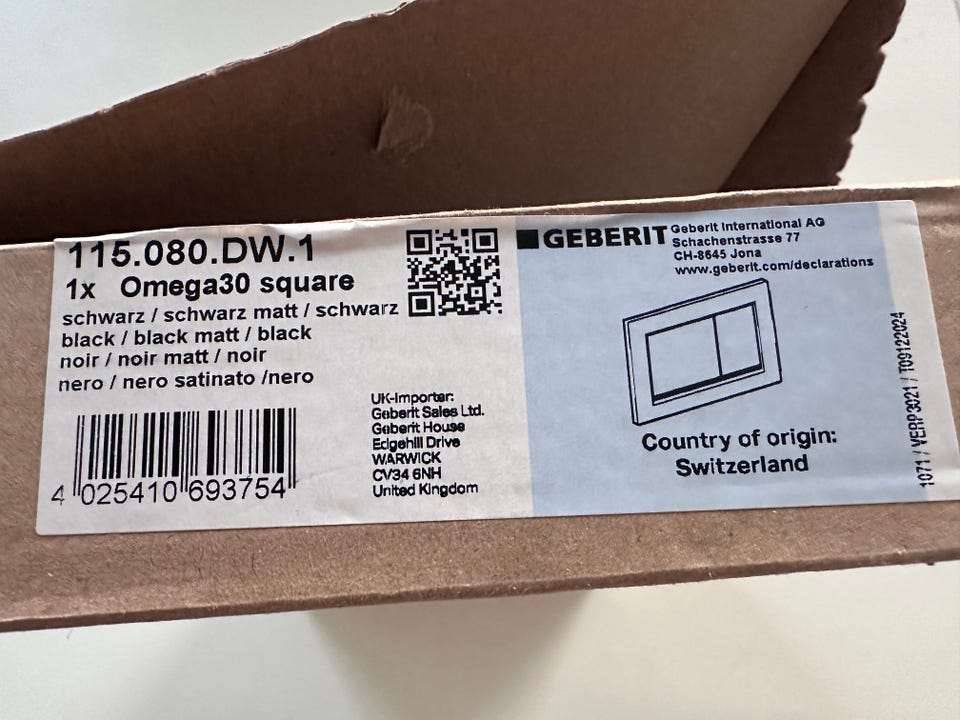 115.080.DW.1
1x Omega30 square
schwarz / schwarz matt / schwarz
black / black matt / black
noir / noir matt / noir
nero / nero satinato /nero
4 025410 693754
UK-Importer:
Geberit Sales Ltd.
Geberit House
Edgehill Drive
WARWICK
CV34 6NH
United Kingdom
GEBERIT
Geberit International AG
Schachenstrasse 77
CH-8645 Jona
www.geberit.com/declarations
Country of origin:
Switzerland
1071 / VERP3021 / T09122024